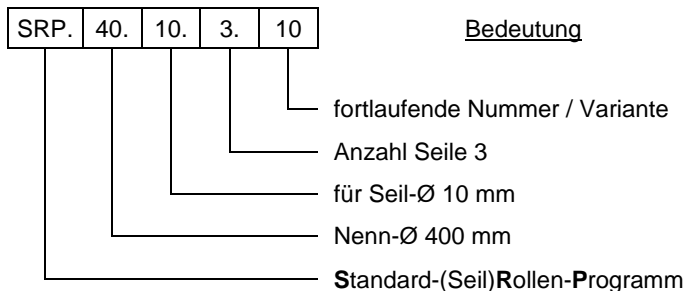 SRP. 40. 10. 3. 10 Bedeutung
fortlaufende Nummer / Variante
Anzahl Seile 3
für Seil-Ø 10 mm
Nenn-Ø 400 mm
Standard-(Seil)Rollen-Programm